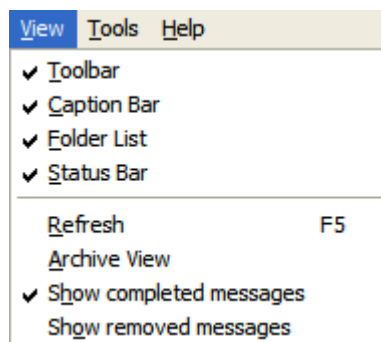 View Tools Help
Toolbar
Caption Bar
Folder List
Status Bar
Refresh F5
Archive View
Show completed messages
Show removed messages